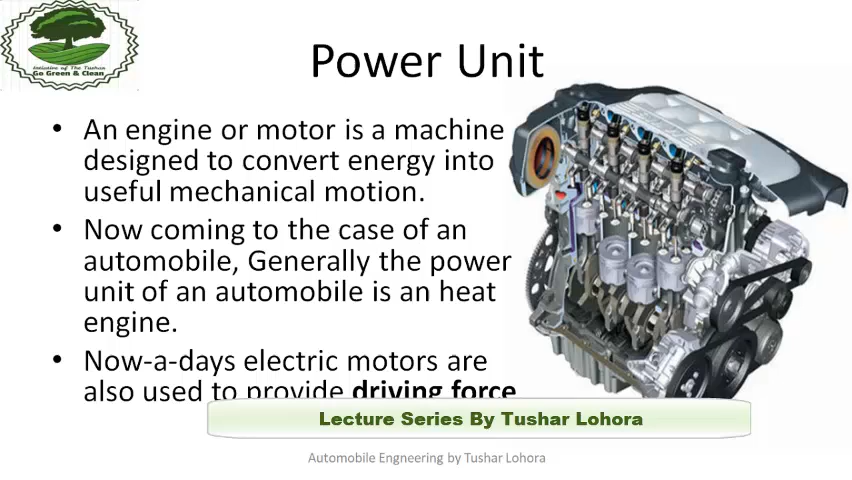 Initiative of The Tushar
Go Green & Clean
Power Unit
• An engine or motor is a machine
designed to convert energy into
useful mechanical motion.
• Now coming to the case of an
automobile, Generally the power
unit of an automobile is an heat
engine.
• Now-a-days electric motors are
also used to provide driving force
Lecture Series By Tushar Lohora
Automobile Engneering by Tushar Lohora